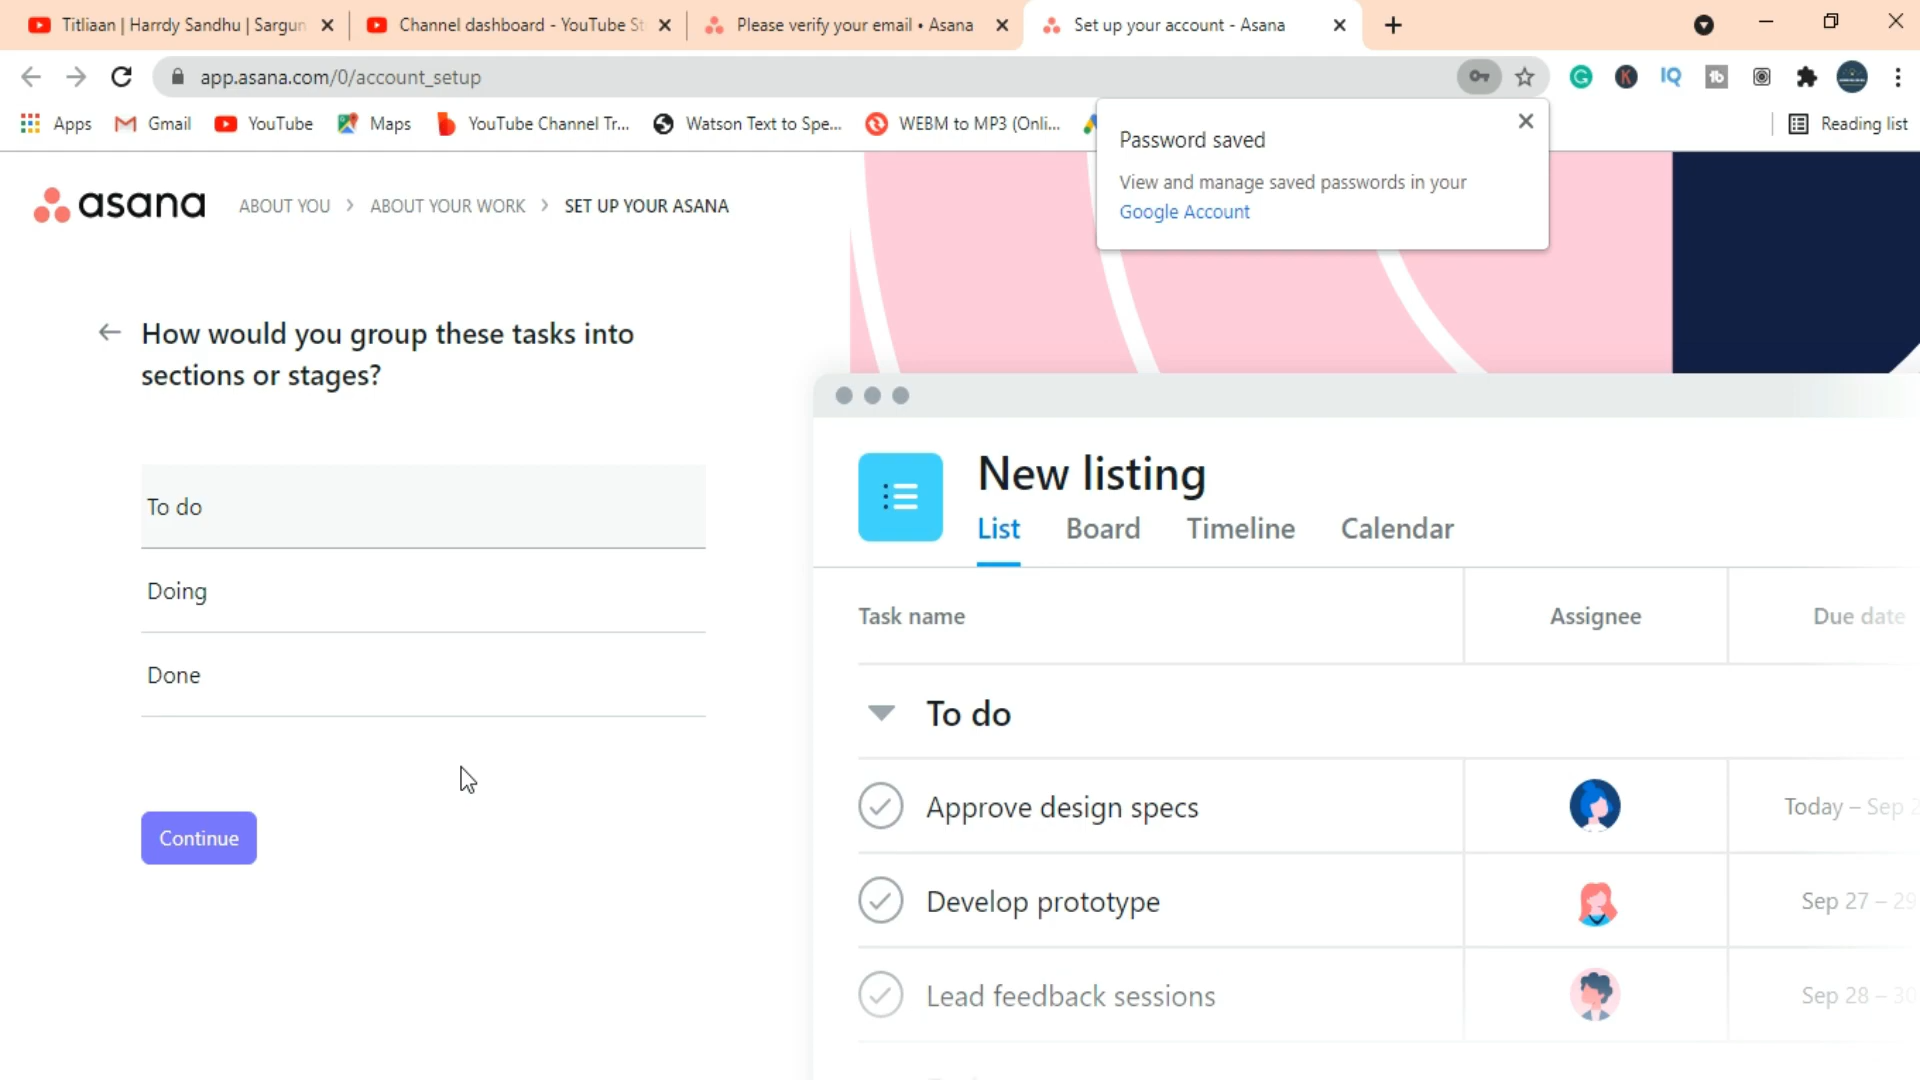 Titliaan | Harrdy Sandhu | Sargun
Channel dashboard - YouTube St
Please verify your email • Asana
Set up your account - Asana
app.asana.com/0/account_setup
Apps
Gmail
YouTube
Maps
YouTube Channel Tr...
Watson Text to Spe...
WEBM to MP3 (Onli...
Reading list
Password saved
View and manage saved passwords in your
Google Account
asana
ABOUT YOU > ABOUT YOUR WORK > SET UP YOUR ASANA
How would you group these tasks into
sections or stages?
To do
Doing
Done
Continue
New listing
List Board Timeline Calendar
Task name Assignee Due date
To do
Approve design specs Today – Sep 2
Develop prototype Sep 27 – 29
Lead feedback sessions Sep 28 – 30